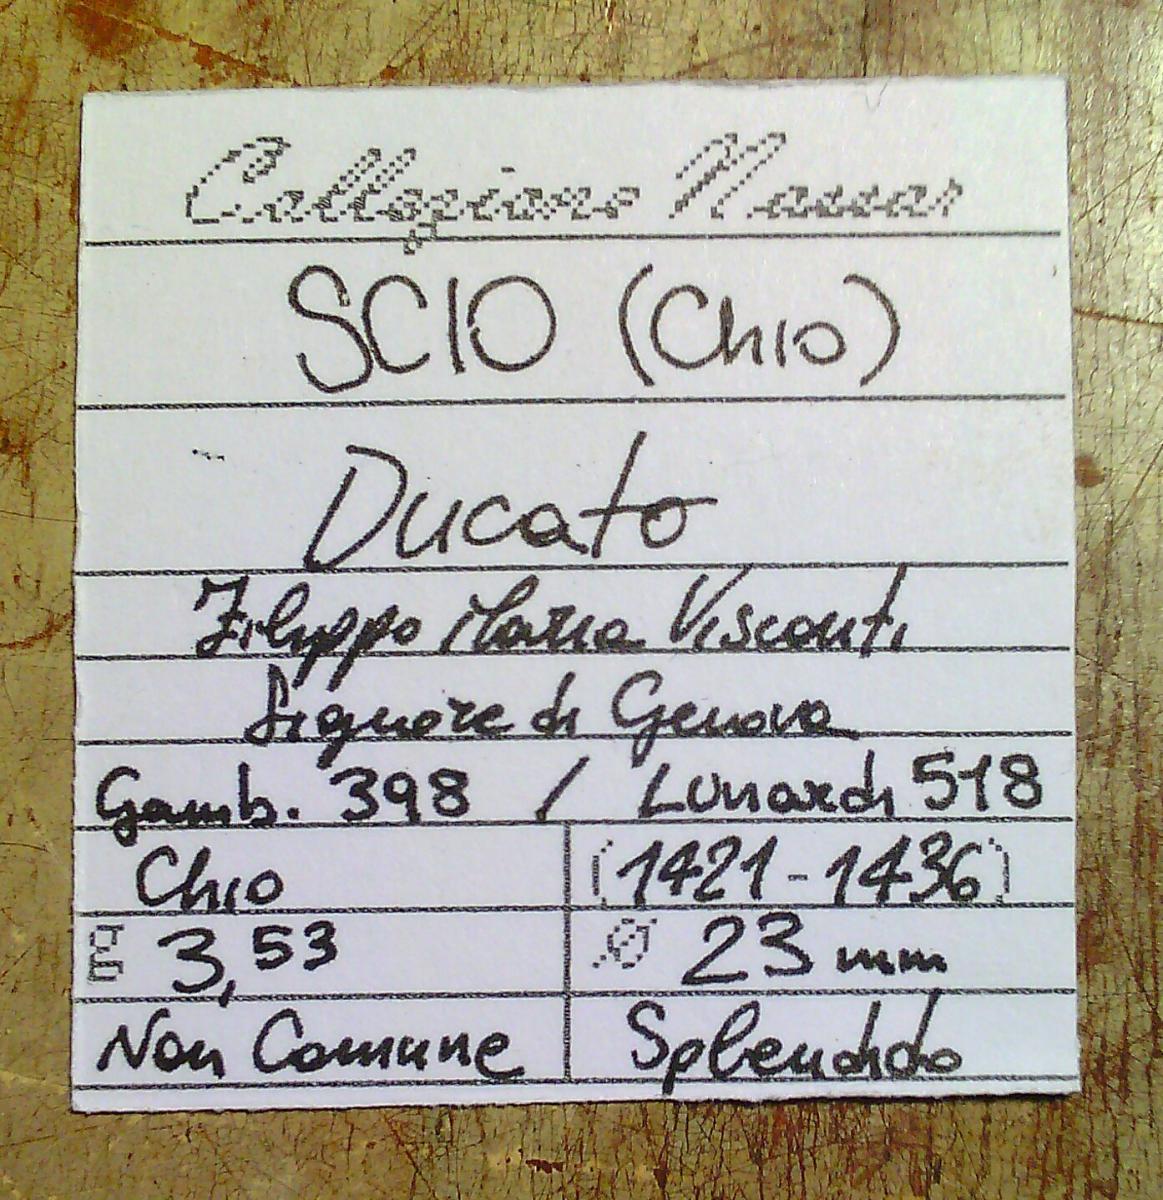 Collezione Nassar
SCIO (Chio)
Ducato
Filippo Maria Visconti
Signore di Genova
Gamb. 398 / Lunardi 518
Chio (1421-1436)
g 3,53 Ø 23 mm
Non Comune Splendido